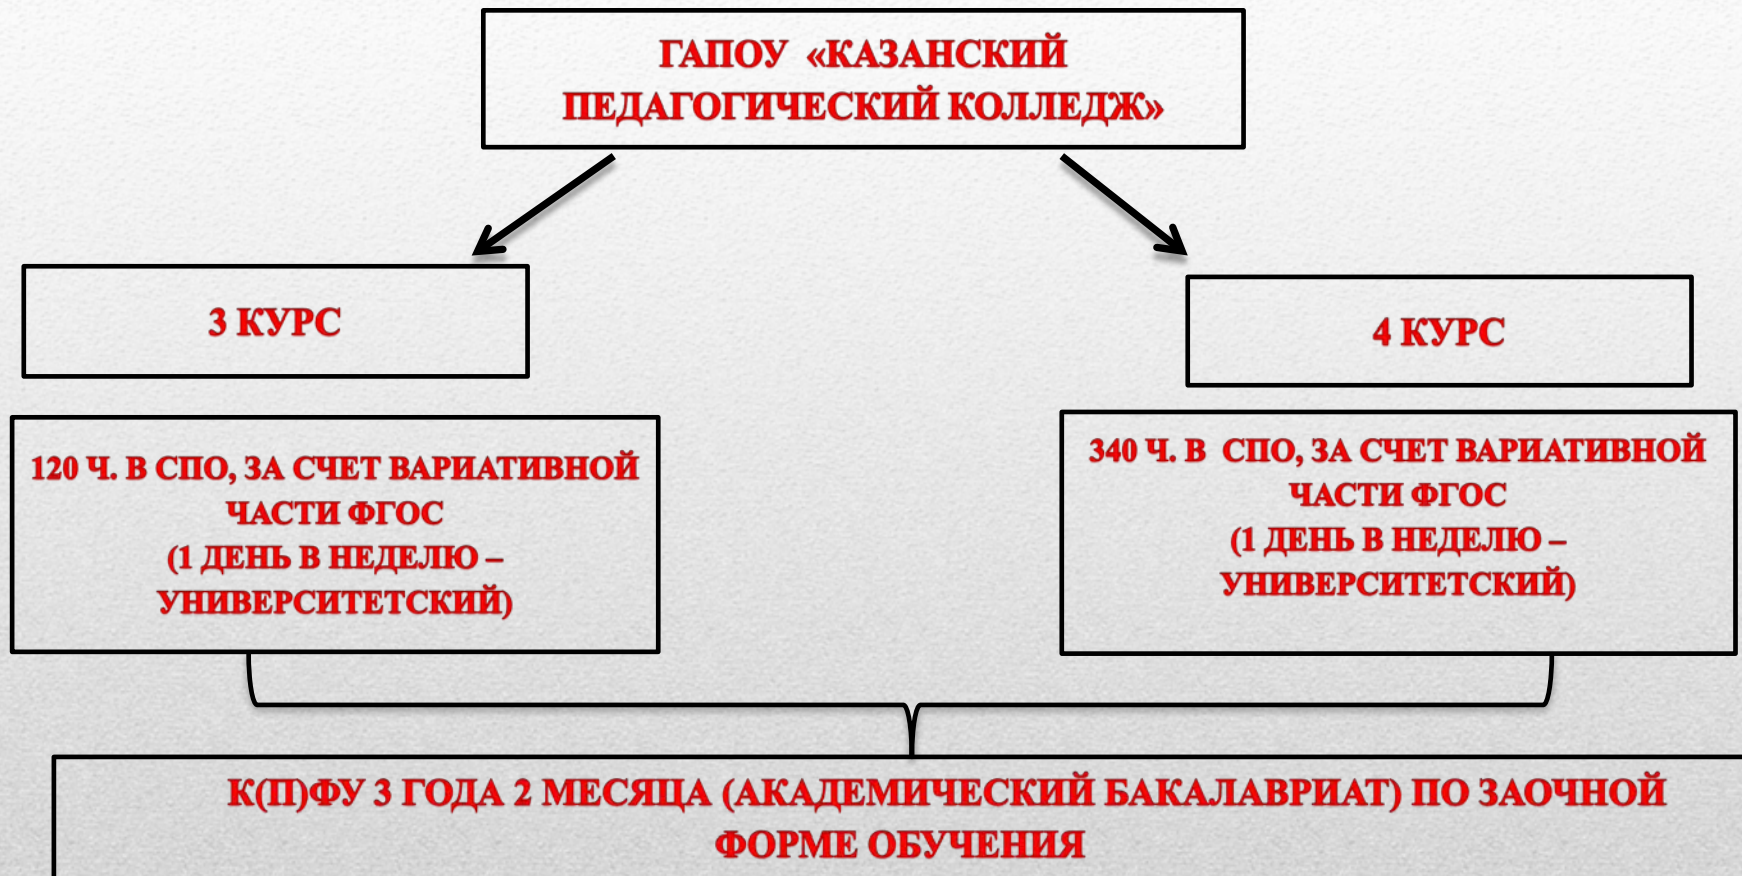 ГАПОУ «КАЗАНСКИЙ
ПЕДАГОГИЧЕСКИЙ КОЛЛЕДЖ»
3 КУРС
4 КУРС
120 Ч. В СПО, ЗА СЧЕТ ВАРИАТИВНОЙ
ЧАСТИ ФГОС
(1 ДЕНЬ В НЕДЕЛЮ –
УНИВЕРСИТЕТСКИЙ)
340 Ч. В СПО, ЗА СЧЕТ ВАРИАТИВНОЙ
ЧАСТИ ФГОС
(1 ДЕНЬ В НЕДЕЛЮ –
УНИВЕРСИТЕТСКИЙ)
К(П)ФУ 3 ГОДА 2 МЕСЯЦА (АКАДЕМИЧЕСКИЙ БАКАЛАВРИАТ) ПО ЗАОЧНОЙ
ФОРМЕ ОБУЧЕНИЯ